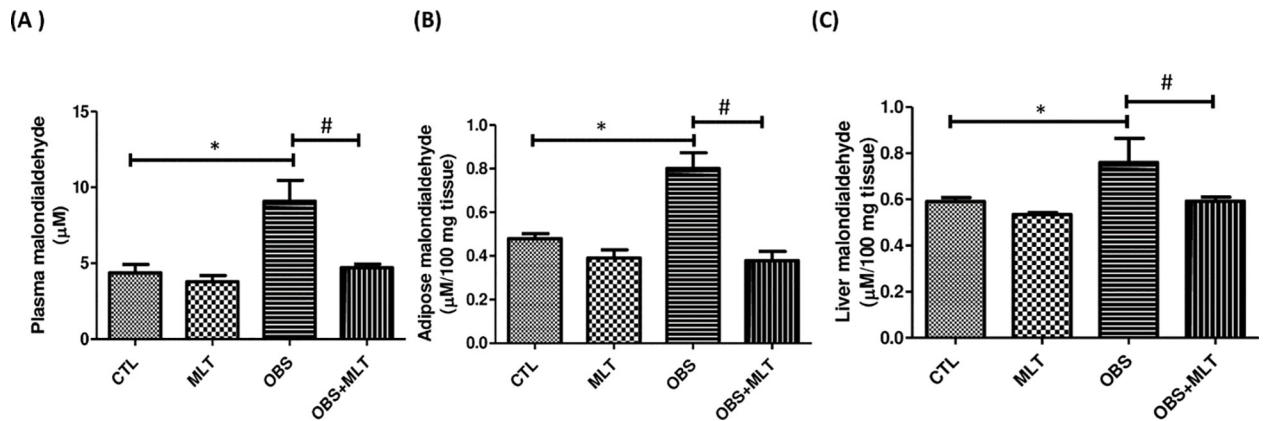 (A )
Plasma malondialdehyde
(μM)
15
10
5
0
*
#
CTL
MLT
OBS
OBS+MLT
(B)
Adipose malondialdehyde
(μM/100 mg tissue)
1.0
0.8
0.6
0.4
0.2
0.0
*
#
CTL
MLT
OBS
OBS+MLT
(C)
Liver malondialdehyde
(μM/100 mg tissue)
1.0
0.8
0.6
0.4
0.2
0.0
*
#
CTL
MLT
OBS
OBS+MLT